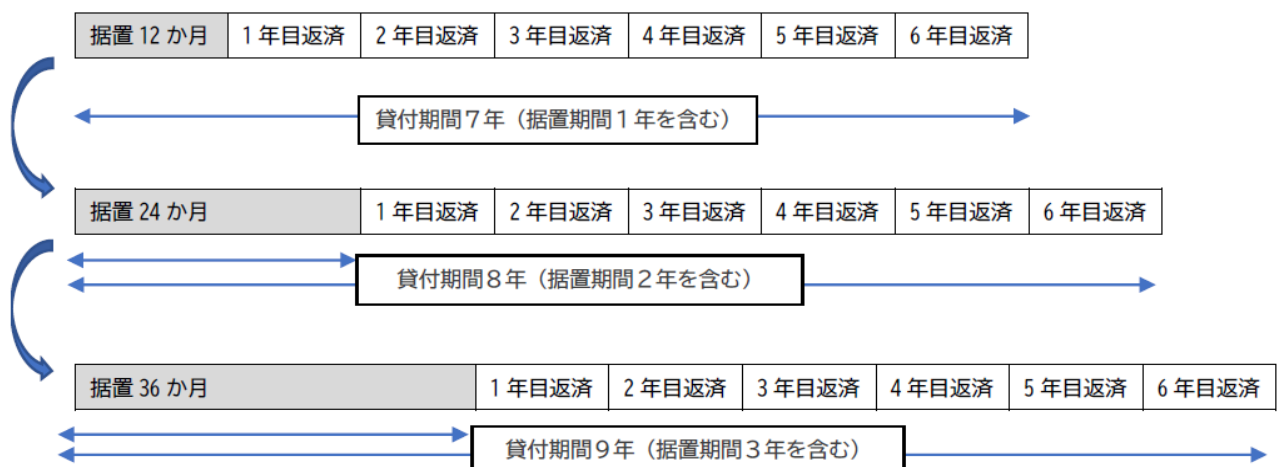 据置 12 か月 1 年目返済 2 年目返済 3 年目返済 4 年目返済 5 年目返済 6 年目返済
貸付期間７年（据置期間１年を含む）
据置 24 か月 1 年目返済 2 年目返済 3 年目返済 4 年目返済 5 年目返済 6 年目返済
貸付期間８年（据置期間２年を含む）
据置 36 か月 1 年目返済 2 年目返済 3 年目返済 4 年目返済 5 年目返済 6 年目返済
貸付期間９年（据置期間３年を含む）